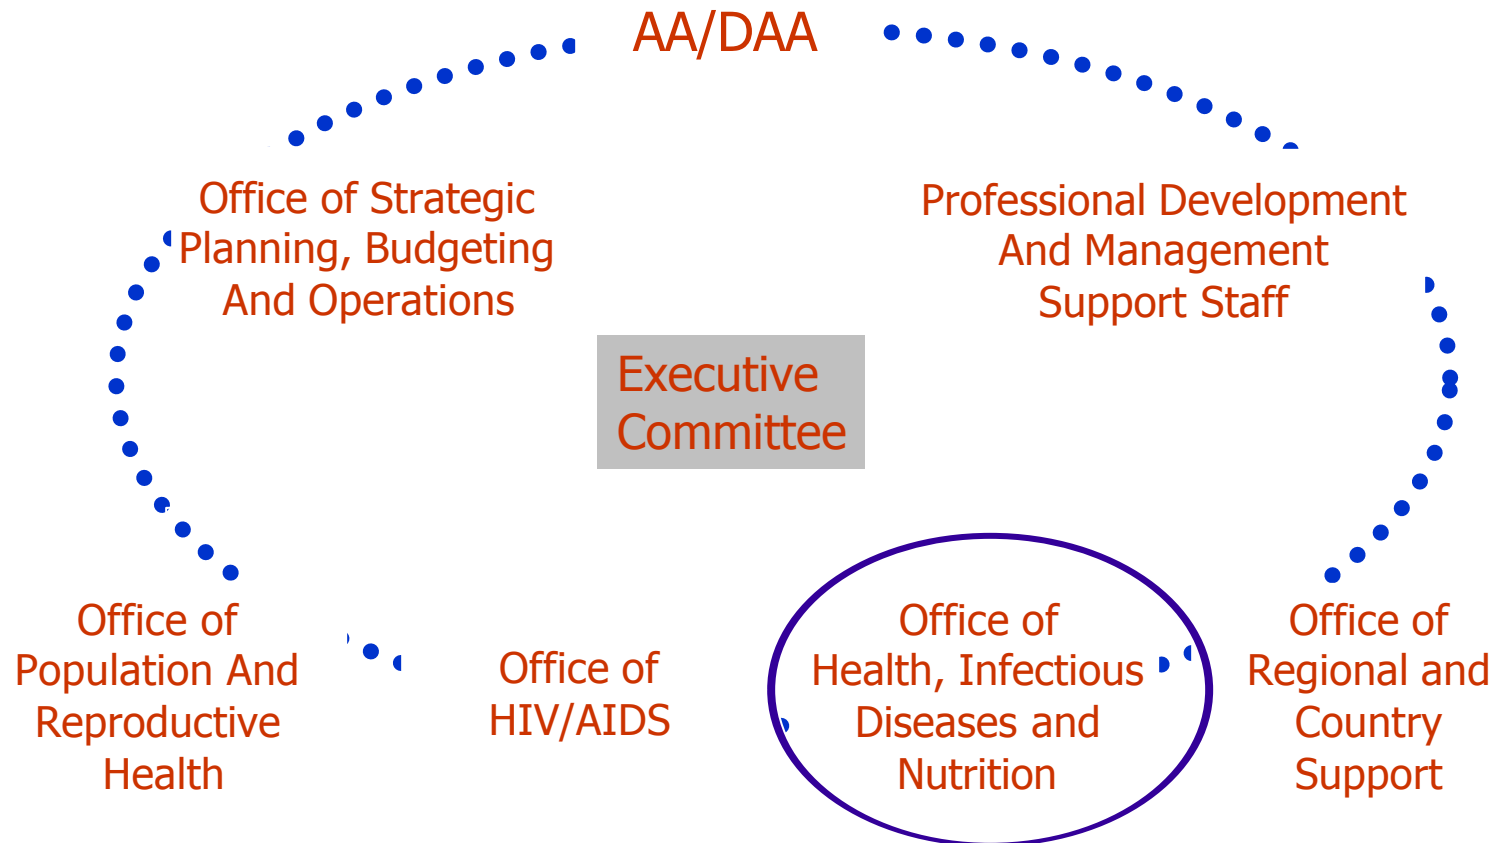 AA/DAA
Office of Strategic
Planning, Budgeting
And Operations
Professional Development
And Management
Support Staff
Executive
Committee
Office of
Population And
Reproductive
Health
Office of
HIV/AIDS
Office of
Health, Infectious
Diseases and
Nutrition
Office of
Regional and
Country
Support